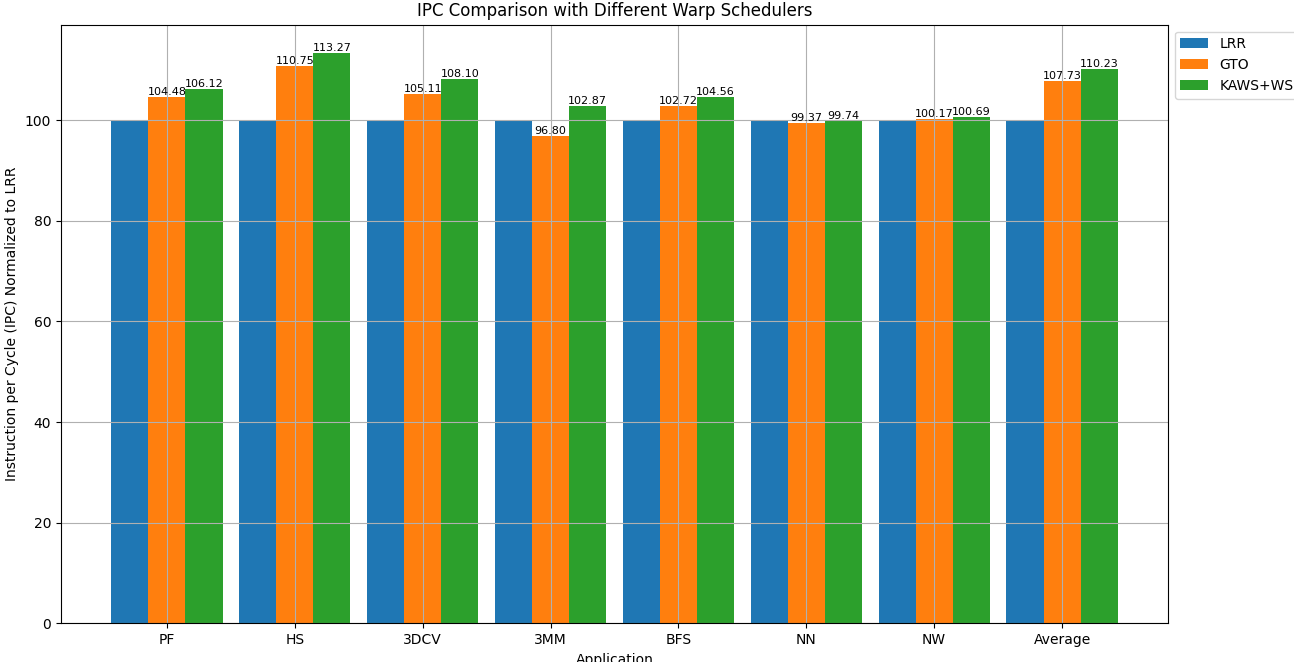 IPC Comparison with Different Warp Schedulers
LRR
GTO
KAWS+WS
Instruction per Cycle (IPC) Normalized to LRR
100
80
60
40
20
0
104.48 106.12
110.75 113.27
105.11 108.10
96.80 102.87
102.72 104.56
99.37 99.74
100.17 100.69
107.73 110.23
PF HS 3DCV 3MM BFS NN NW Average
Application